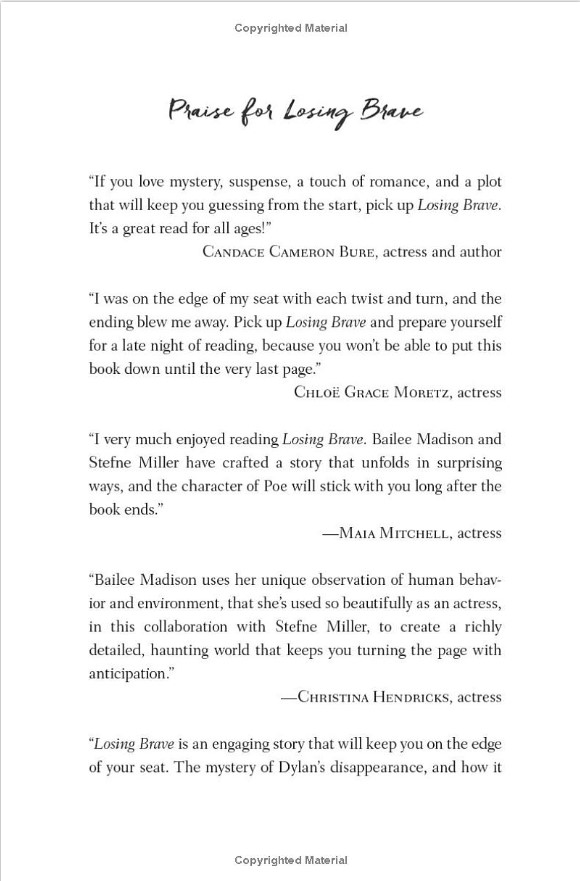 Copyrighted Material
Praise for Losing Brave
“If you love mystery, suspense, a touch of romance, and a plot
that will keep you guessing from the start, pick up Losing Brave.
It’s a great read for all ages!”
Candace Cameron Bure, actress and author
“I was on the edge of my seat with each twist and turn, and the
ending blew me away. Pick up Losing Brave and prepare yourself
for a late night of reading, because you won’t be able to put this
book down until the very last page.”
Chloë Grace Moretz, actress
“I very much enjoyed reading Losing Brave. Bailee Madison and
Stefne Miller have crafted a story that unfolds in surprising
ways, and the character of Poe will stick with you long after the
book ends.”
—Maia Mitchell, actress
“Bailee Madison uses her unique observation of human behav-
ior and environment, that she’s used so beautifully as an actress,
in this collaboration with Stefne Miller, to create a richly
detailed, haunting world that keeps you turning the page with
anticipation.”
—Christina Hendricks, actress
“Losing Brave is an engaging story that will keep you on the edge
of your seat. The mystery of Dylan’s disappearance, and how it
Copyrighted Material